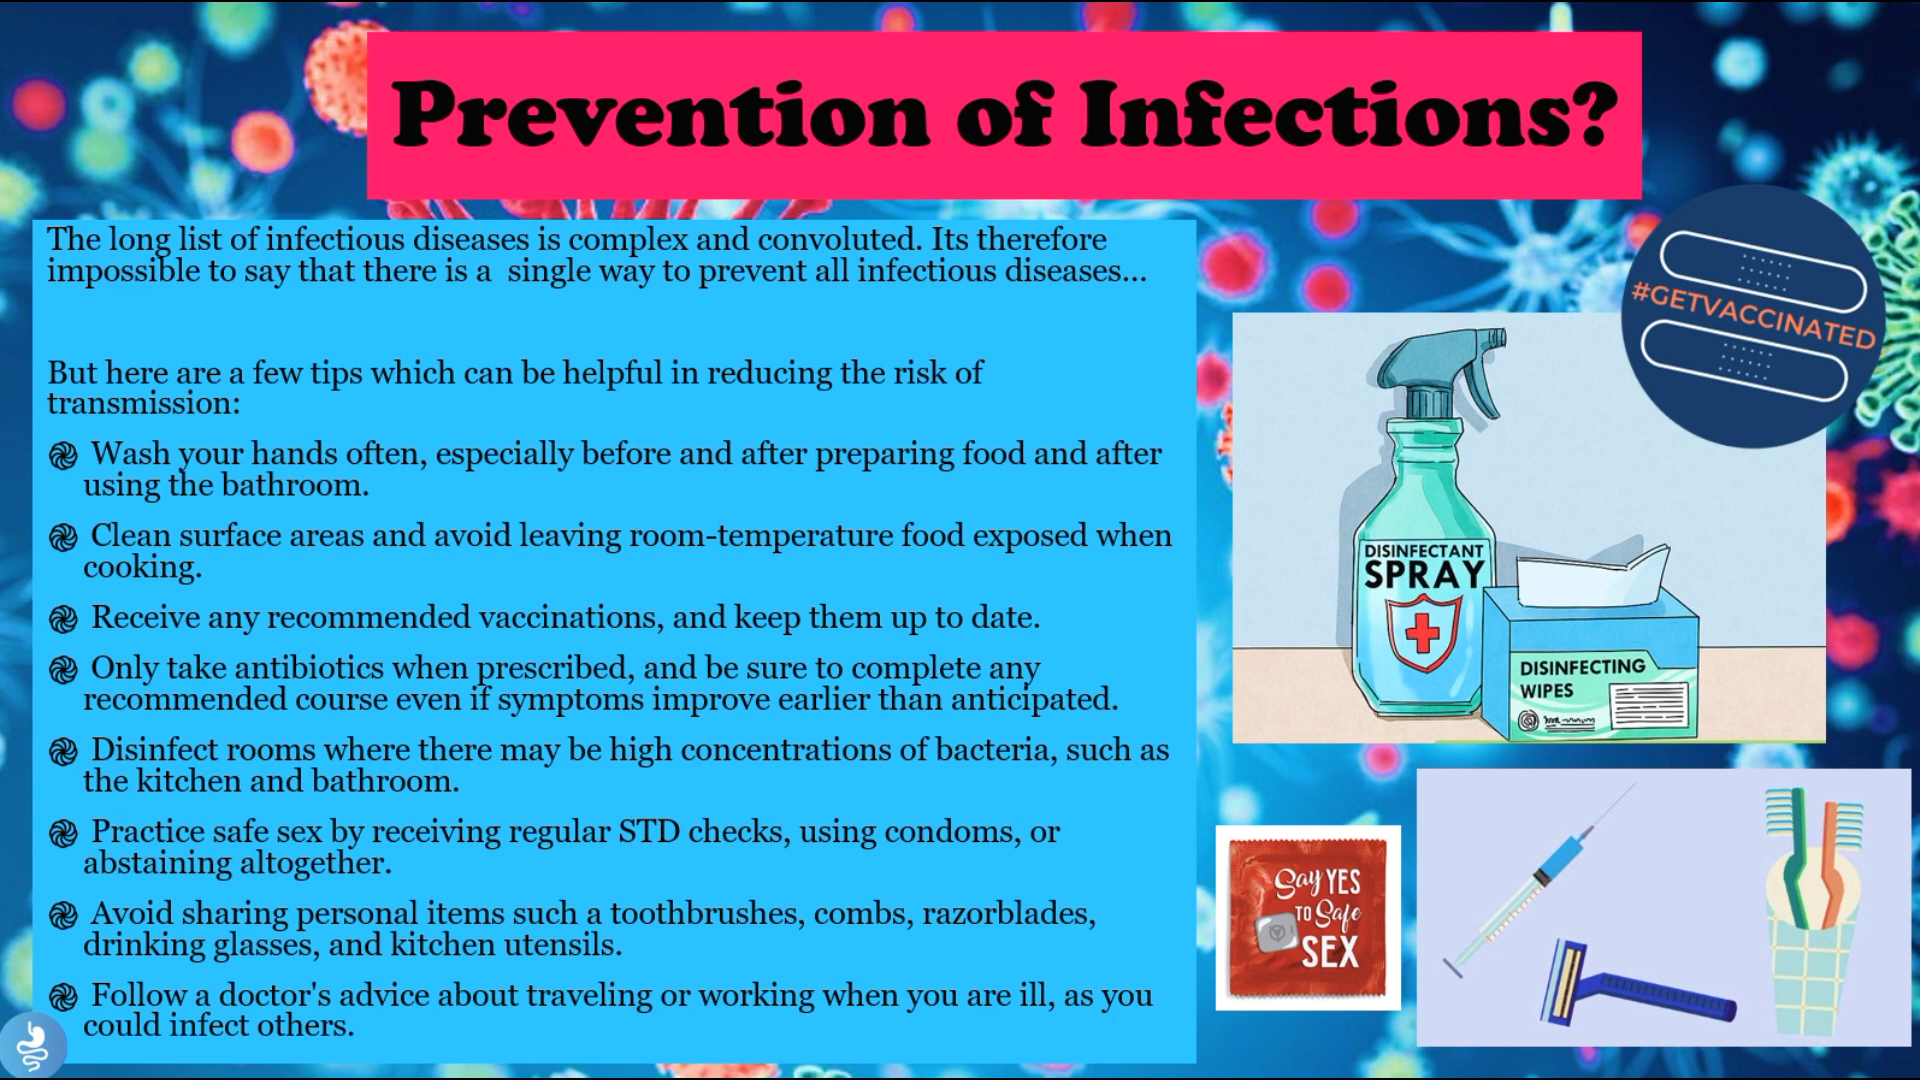 Prevention of Infections?
The long list of infectious diseases is complex and convoluted. Its therefore
impossible to say that there is a  single way to prevent all infectious diseases...
But here are a few tips which can be helpful in reducing the risk of
transmission:
Wash your hands often, especially before and after preparing food and after
using the bathroom.
Clean surface areas and avoid leaving room-temperature food exposed when
cooking.
Receive any recommended vaccinations, and keep them up to date.
Only take antibiotics when prescribed, and be sure to complete any
recommended course even if symptoms improve earlier than anticipated.
Disinfect rooms where there may be high concentrations of bacteria, such as
the kitchen and bathroom.
Practice safe sex by receiving regular STD checks, using condoms, or
abstaining altogether.
Avoid sharing personal items such a toothbrushes, combs, razorblades,
drinking glasses, and kitchen utensils.
Follow a doctor's advice about traveling or working when you are ill, as you
could infect others.
#GETVACCINATED
DISINFECTANT
SPRAY
DISINFECTING
WIPES
Say YES
TO Safe
SEX